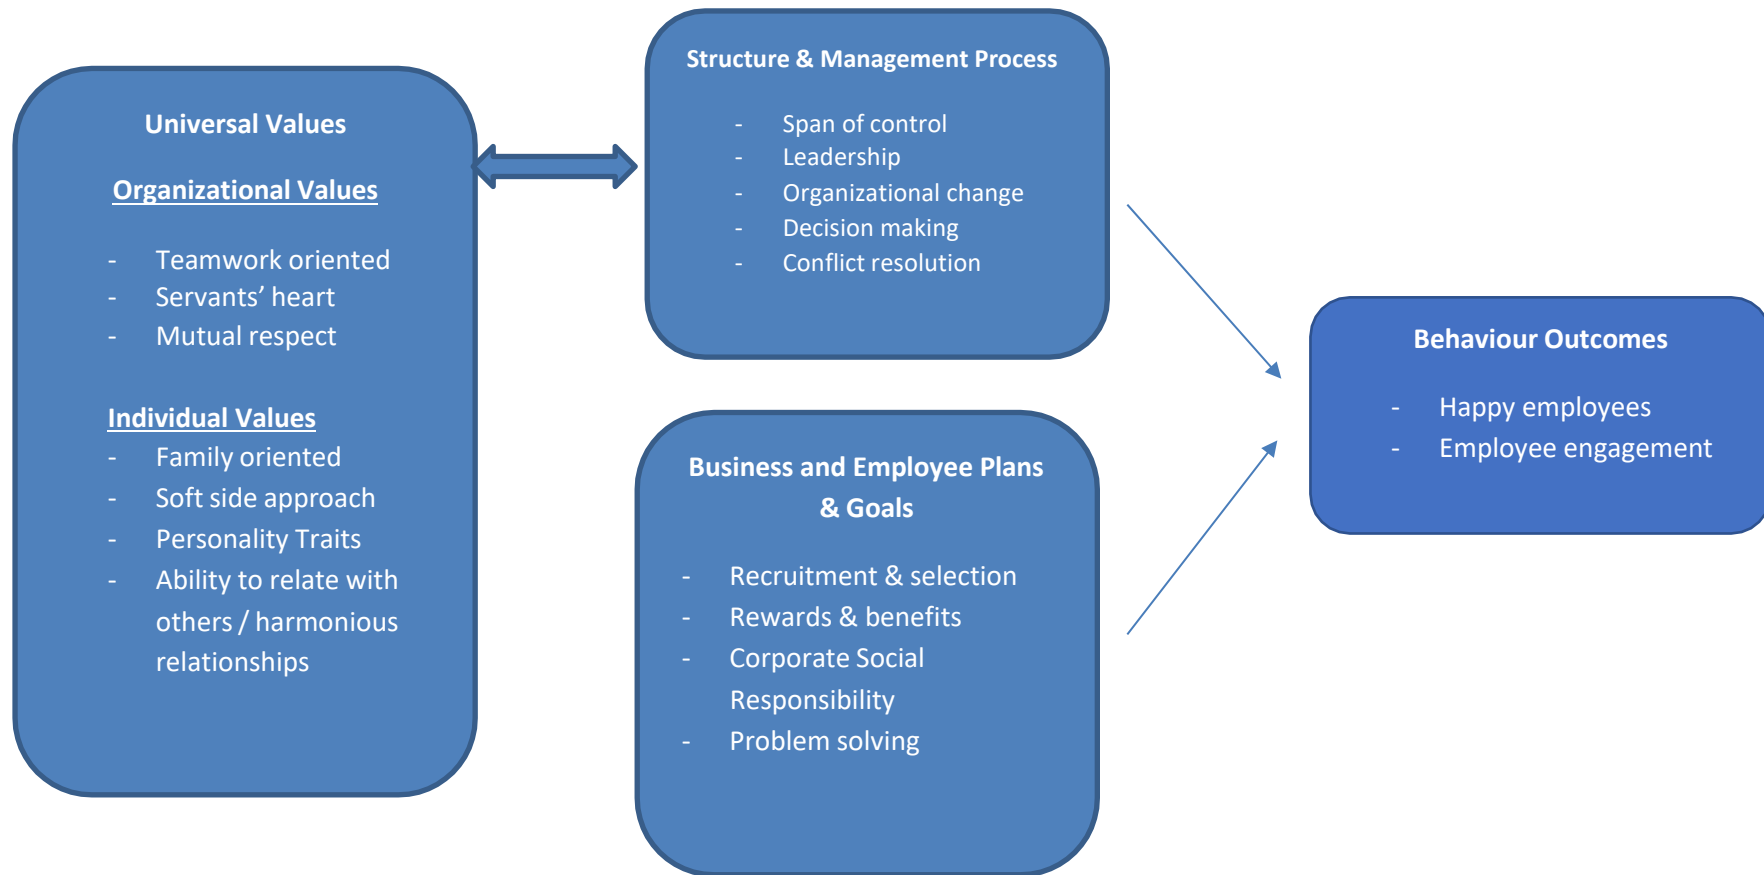 Universal Values
Organizational Values
- Teamwork oriented
- Servants’ heart
- Mutual respect
Individual Values
- Family oriented
- Soft side approach
- Personality Traits
- Ability to relate with
others / harmonious
relationships
Structure & Management Process
- Span of control
- Leadership
- Organizational change
- Decision making
- Conflict resolution
Business and Employee Plans
& Goals
- Recruitment & selection
- Rewards & benefits
- Corporate Social
Responsibility
- Problem solving
Behaviour Outcomes
- Happy employees
- Employee engagement